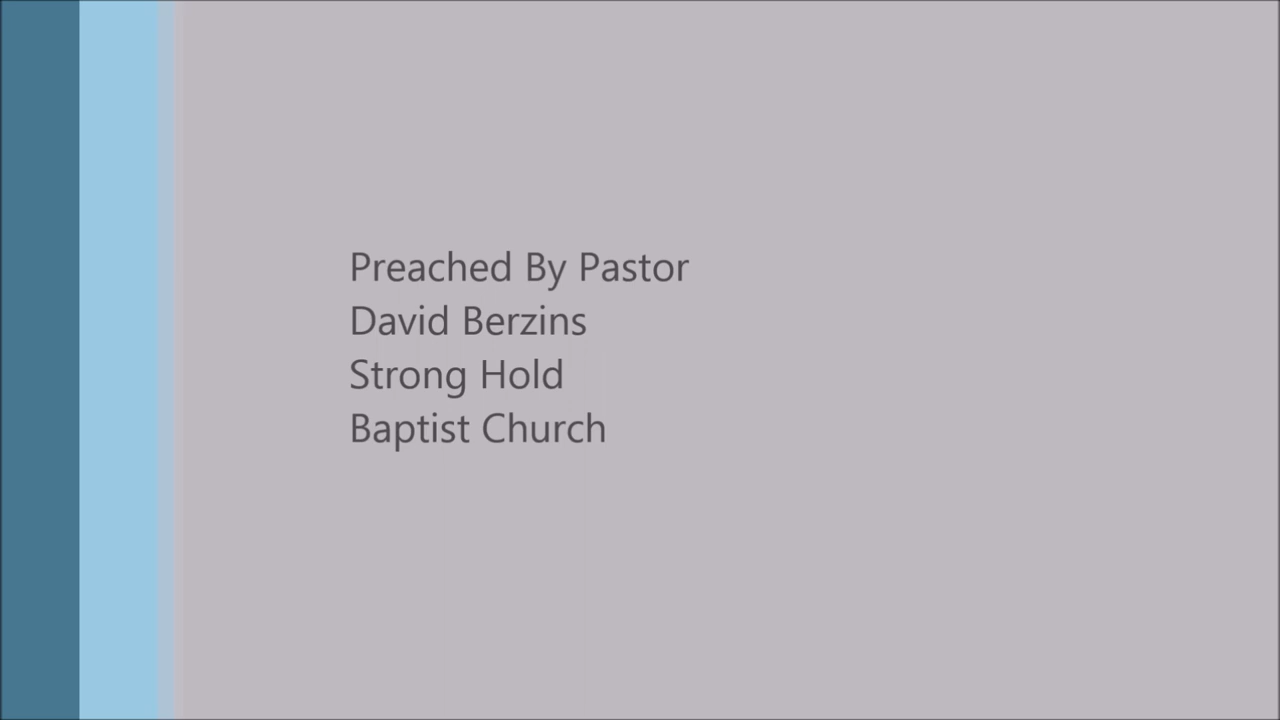 Preached By Pastor
David Berzins
Strong Hold
Baptist Church